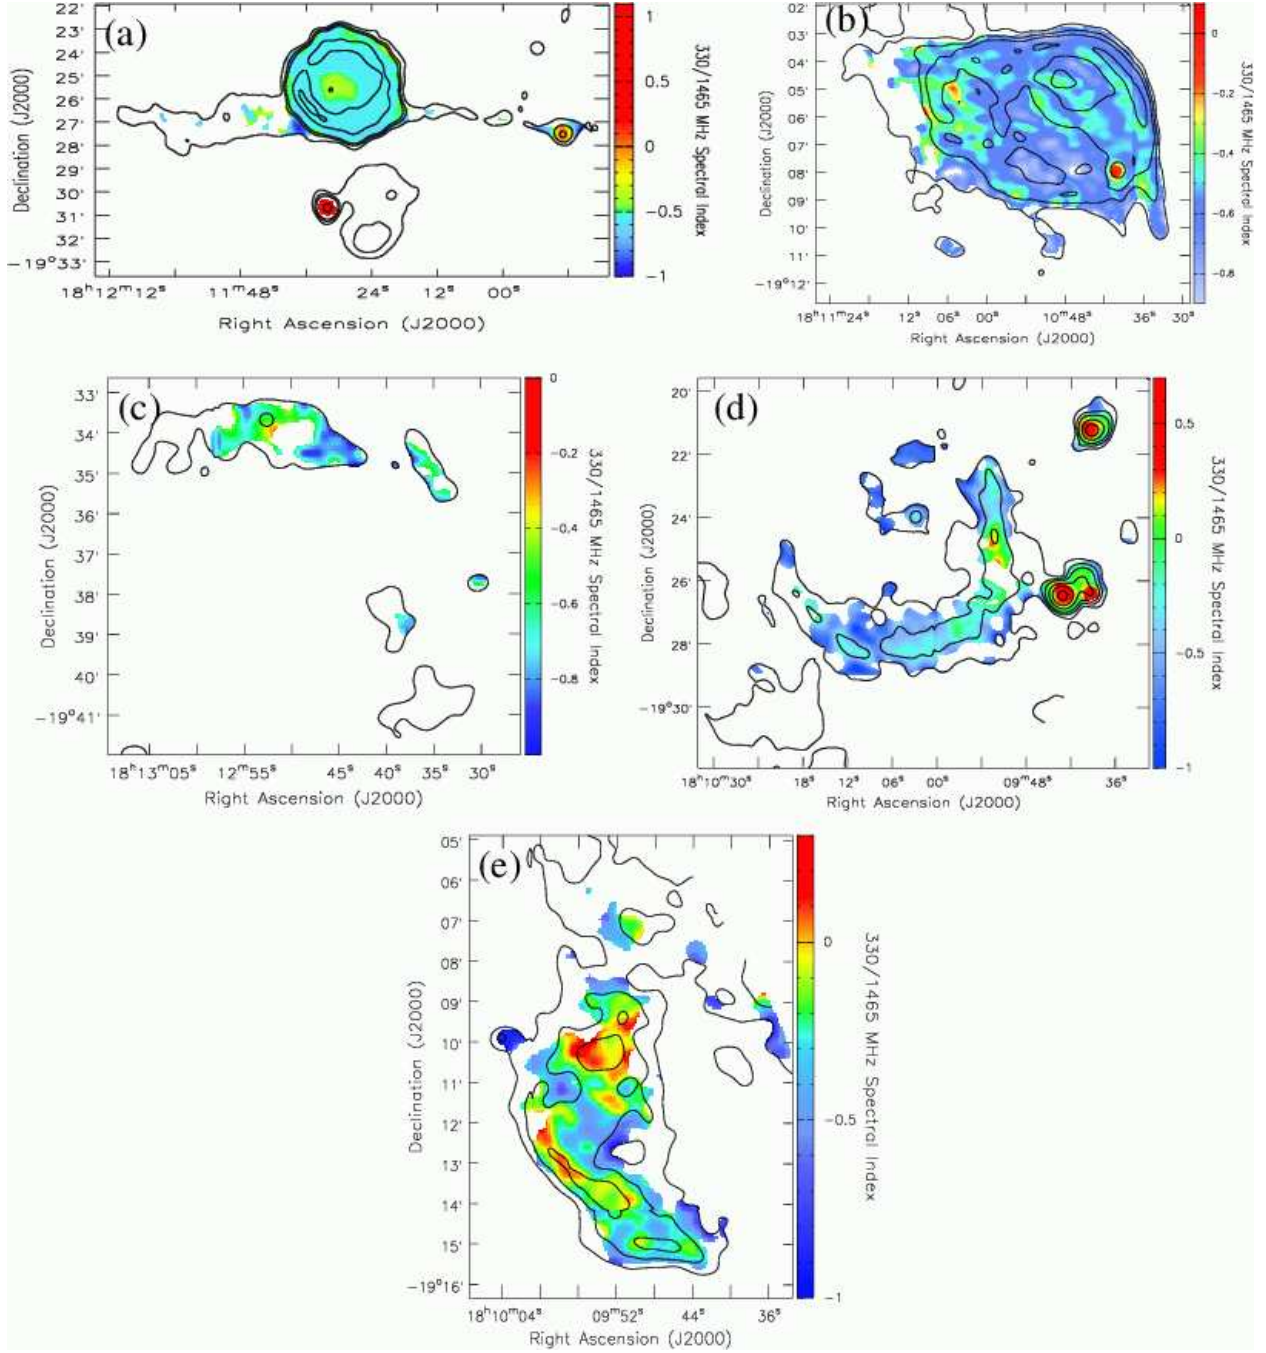 (a)
22'
23'
24'
25'
26'
27'
28'
29'
30'
31'
32'
−19°33'
Declination (J2000)
18ʰ12ᵐ12ˢ
11ᵐ48ˢ
24ˢ
12ˢ
00ˢ
Right Ascension (J2000)
1
0.5
0
−0.5
−1
330/1465 MHz Spectral Index
(b)
02'
03'
04'
05'
06'
07'
08'
09'
10'
11'
−19°12'
Declination (J2000)
18ʰ11ᵐ24ˢ
12ˢ
06ˢ
00ˢ
10ᵐ48ˢ
36ˢ
30ˢ
Right Ascension (J2000)
0
−0.2
−0.4
−0.6
−0.8
330/1465 MHz Spectral Index
(c)
33'
34'
35'
36'
37'
38'
39'
40'
−19°41'
Declination (J2000)
18ʰ13ᵐ05ˢ
12ᵐ55ˢ
45ˢ
40ˢ
35ˢ
30ˢ
Right Ascension (J2000)
0
−0.2
−0.4
−0.6
−0.8
330/1465 MHz Spectral Index
(d)
20'
22'
24'
26'
28'
−19°30'
Declination (J2000)
18ʰ10ᵐ30ˢ
18ˢ
12ˢ
06ˢ
00ˢ
09ᵐ48ˢ
36ˢ
Right Ascension (J2000)
0.5
0
−0.5
−1
330/1465 MHz Spectral Index
(e)
05'
06'
07'
08'
09'
10'
11'
12'
13'
14'
15'
−19°16'
Declination (J2000)
18ʰ10ᵐ04ˢ
09ᵐ52ˢ
44ˢ
36ˢ
Right Ascension (J2000)
0
−0.5
−1
330/1465 MHz Spectral Index